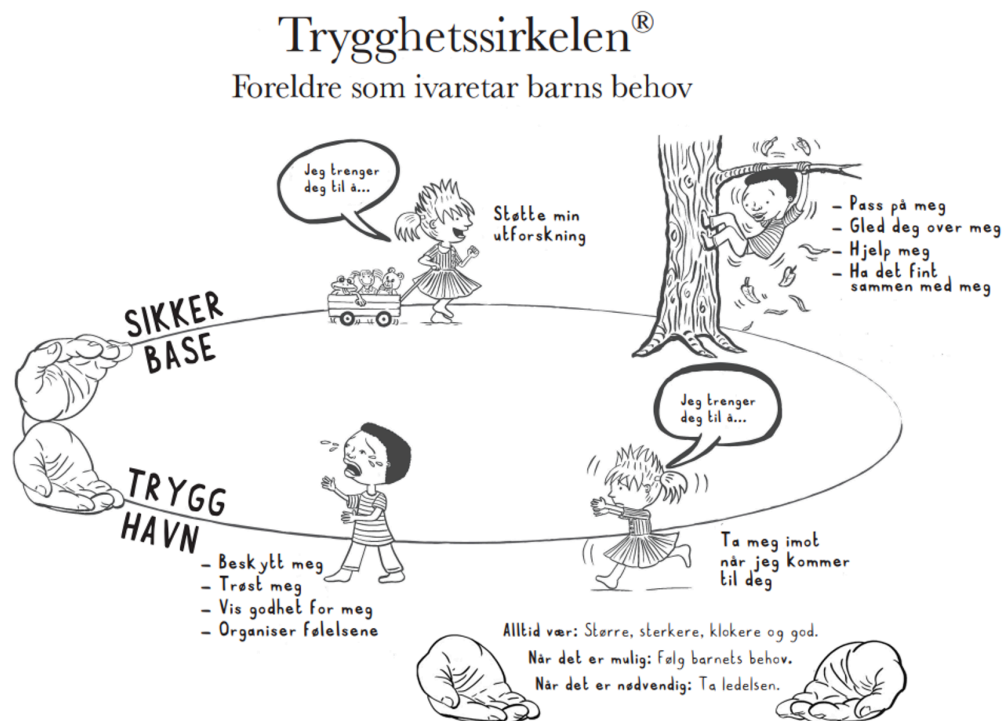 Trygghetssirkelen®
Foreldre som ivaretar barns behov
Jeg trenger
deg til å...
Støtte min
utforskning
– Pass på meg
– Gled deg over meg
– Hjelp meg
– Ha det fint
sammen med meg
SIKKER
BASE
Jeg trenger
deg til å...
TRYGG
HAVN
Ta meg imot
når jeg kommer
til deg
– Beskytt meg
– Trøst meg
– Vis godhet for meg
– Organiser følelsene
Alltid vær: Større, sterkere, klokere og god.
Når det er mulig: Følg barnets behov.
Når det er nødvendig: Ta ledelsen.